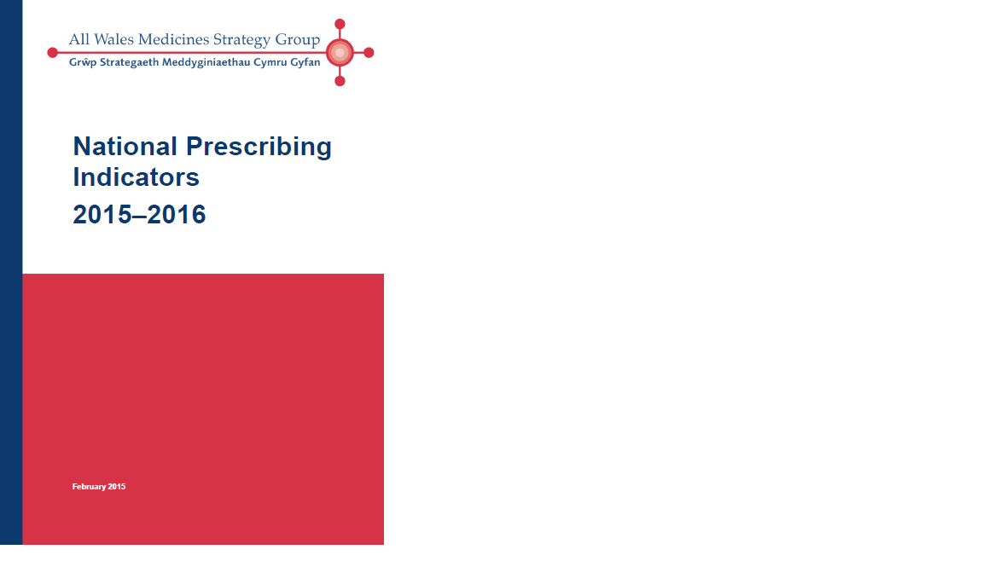 All Wales Medicines Strategy Group
Grŵp Strategaeth Meddyginiaethau Cymru Gyfan
National Prescribing
Indicators
2015–2016
February 2015